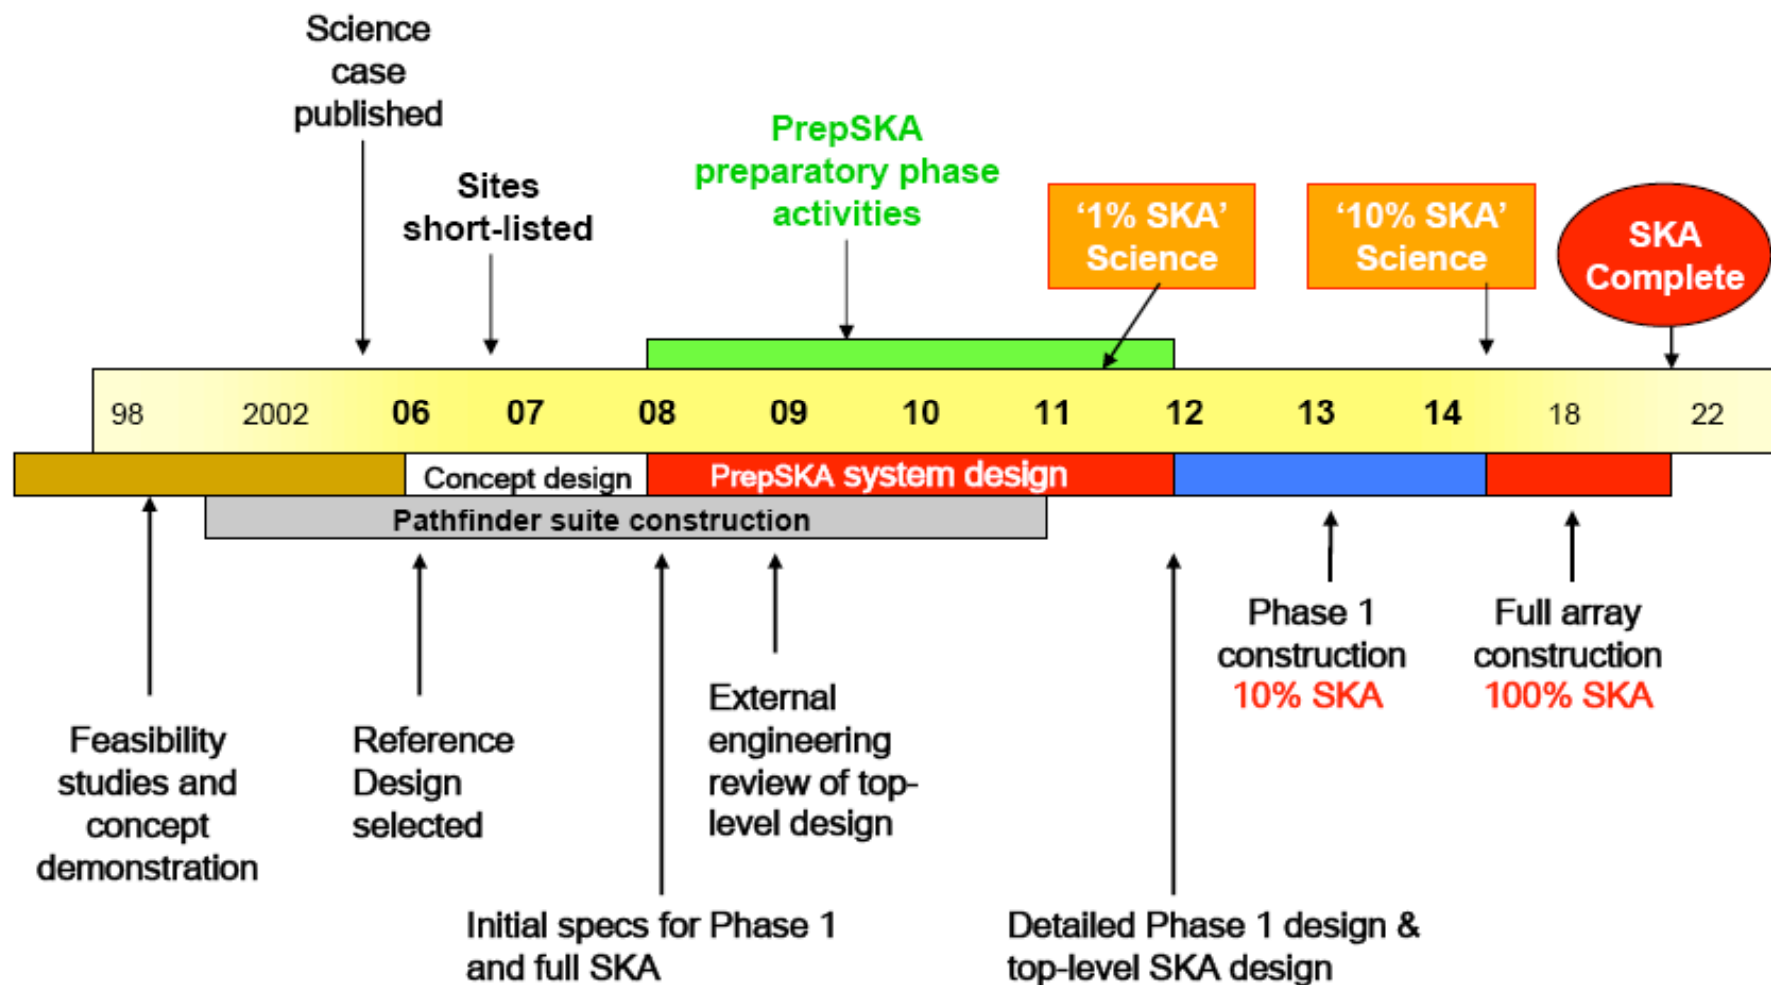 Science
case
published
Sites
short-listed
PrepSKA
preparatory phase
activities
‘1% SKA’
Science
‘10% SKA’
Science
SKA
Complete
98 2002 06 07 08 09 10 11 12 13 14 18 22
Concept design
PrepSKA system design
Pathfinder suite construction
Feasibility
studies and
concept
demonstration
Reference
Design
selected
Initial specs for Phase 1
and full SKA
External
engineering
review of top-
level design
Detailed Phase 1 design &
top-level SKA design
Phase 1
construction
10% SKA
Full array
construction
100% SKA